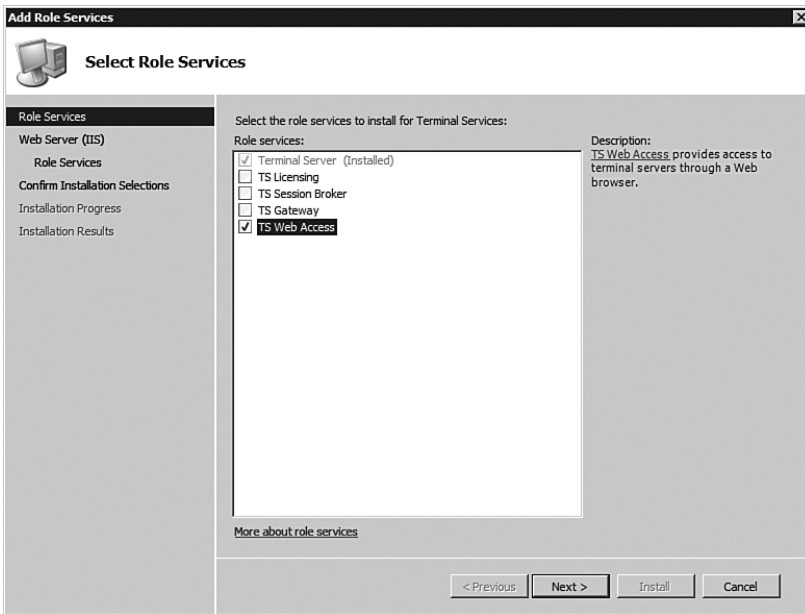 Add Role Services
Select Role Services
Role Services
Web Server (IIS)
Role Services
Confirm Installation Selections
Installation Progress
Installation Results
Select the role services to install for Terminal Services:
Role services:
Terminal Server (Installed)
TS Licensing
TS Session Broker
TS Gateway
TS Web Access
More about role services
Description:
TS Web Access provides access to
terminal servers through a Web
browser.
< Previous
Next >
Install
Cancel